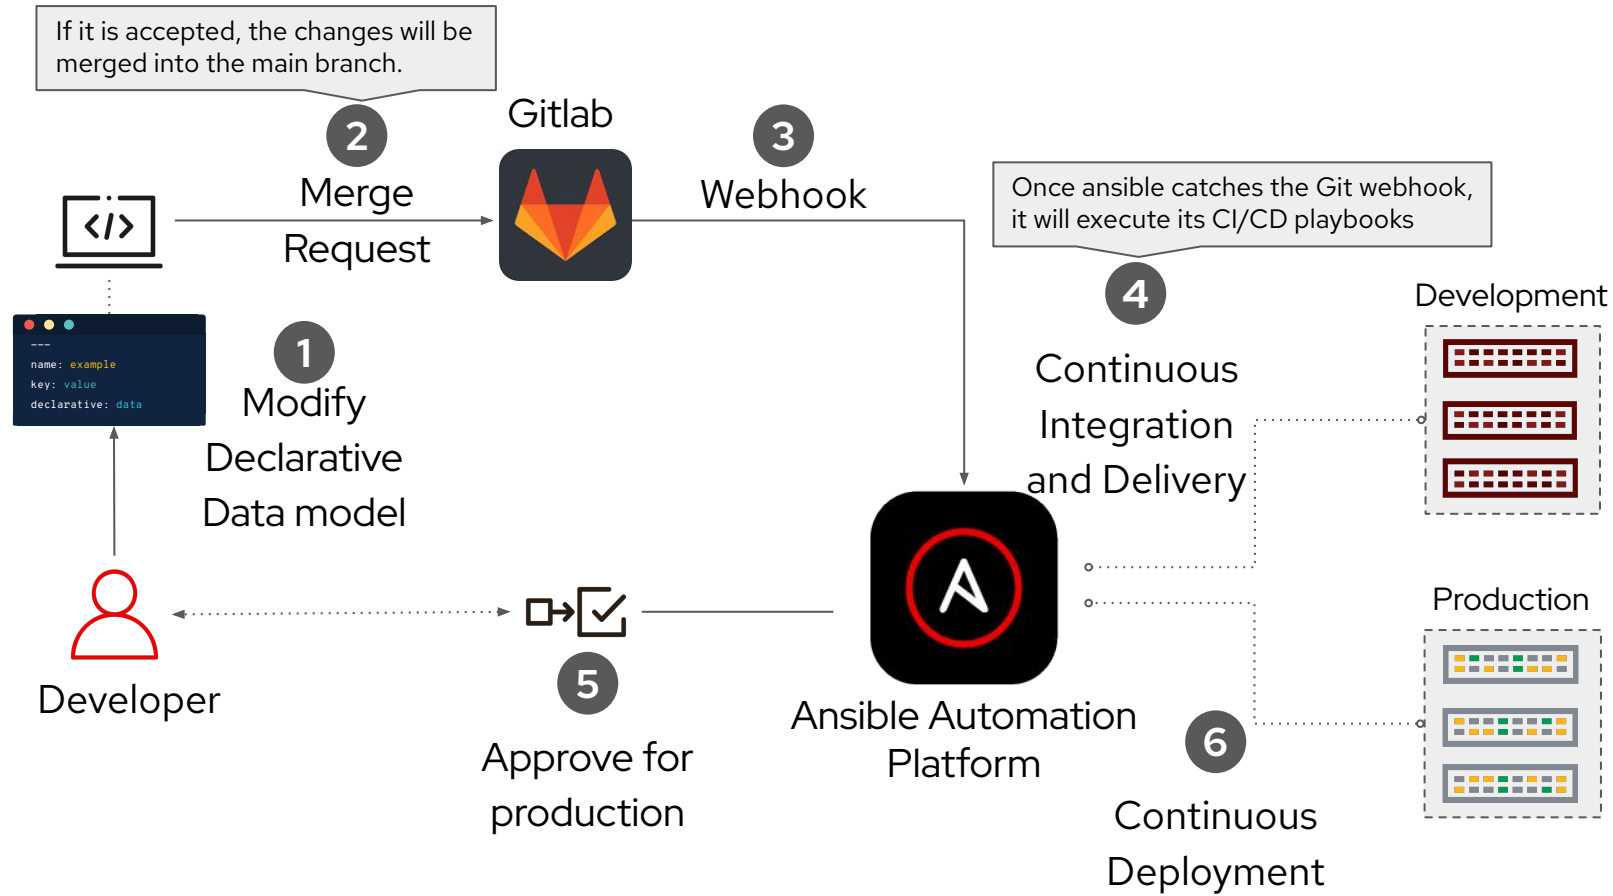 If it is accepted, the changes will be
merged into the main branch.
2
Merge
Request
Gitlab
3
Webhook
Once ansible catches the Git webhook,
it will execute its CI/CD playbooks
4
Continuous
Integration
and Delivery
Development
</>
---
name: example
key: value
declarative: data
1
Modify
Declarative
Data model
Developer
5
Approve for
production
Ansible Automation
Platform
6
Continuous
Deployment
Production